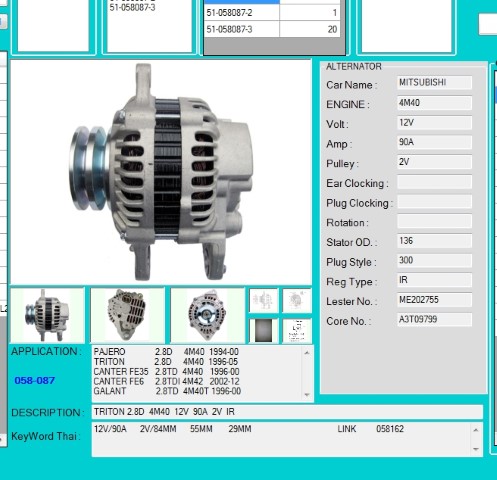 51-058087-3
51-058087-2 1
51-058087-3 20
ALTERNATOR
Car Name : MITSUBISHI
ENGINE : 4M40
Volt : 12V
Amp : 90A
Pulley : 2V
Ear Clocking :
Plug Clocking :
Rotation :
Stator OD. : 136
Plug Style : 300
Reg Type : IR
Lester No. : ME202755
Core No. : A3T09799
APPLICATION :
058-087
PAJERO 2.8D 4M40 1994-00
TRITON 2.8D 4M40 1996-05
CANTER FE35 2.8TD 4M40 1996-00
CANTER FE6 2.8TDI 4M42 2002-12
GALANT 2.8TD 4M40T 1996-00
DESCRIPTION : TRITON 2.8D 4M40 12V 90A 2V IR
KeyWord Thai : 12V/90A 2V/84MM 55MM 29MM LINK 058162